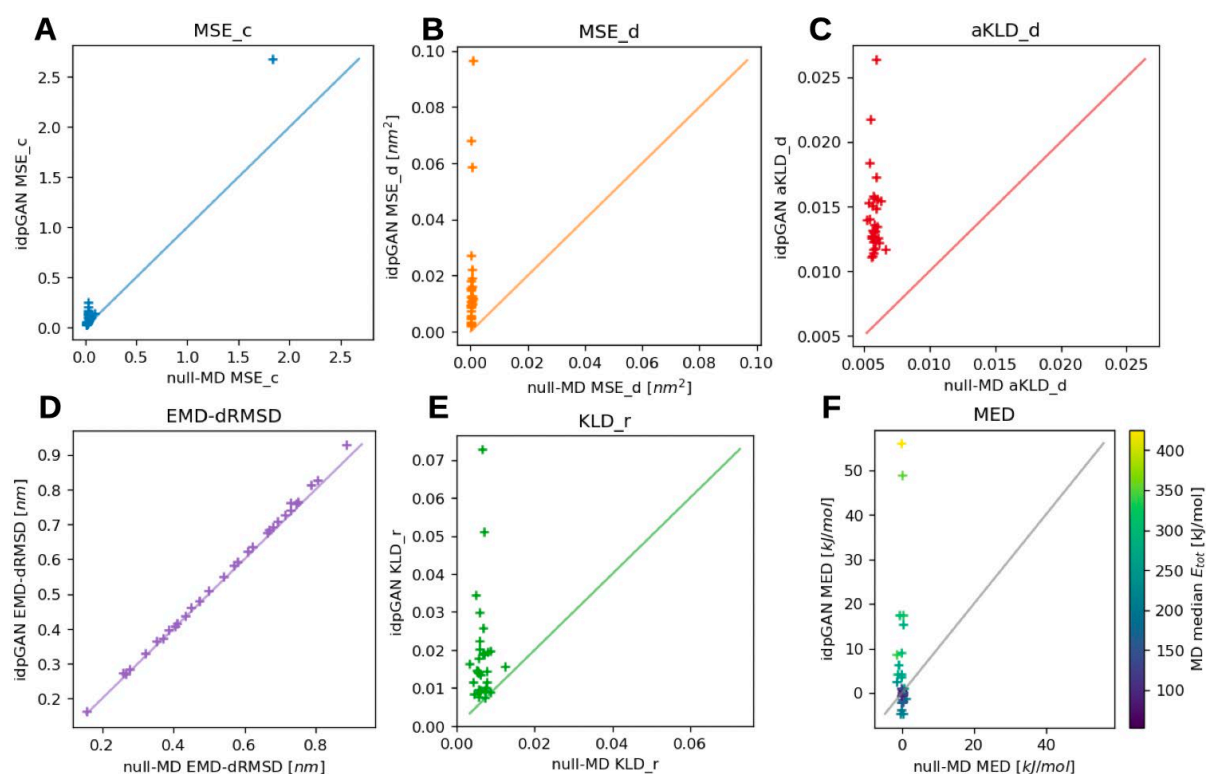 A
MSE_c
idpGAN MSE_c
2.5
2.0
1.5
1.0
0.5
0.0
0.0 0.5 1.0 1.5 2.0 2.5
null-MD MSE_c
B
MSE_d
idpGAN MSE_d [nm²]
0.10
0.08
0.06
0.04
0.02
0.00
0.00 0.02 0.04 0.06 0.08 0.10
null-MD MSE_d [nm²]
C
aKLD_d
idpGAN aKLD_d
0.025
0.020
0.015
0.010
0.005
0.005 0.010 0.015 0.020 0.025
null-MD aKLD_d
D
EMD-dRMSD
idpGAN EMD-dRMSD [nm]
0.9
0.8
0.7
0.6
0.5
0.4
0.3
0.2
0.2 0.4 0.6 0.8
null-MD EMD-dRMSD [nm]
E
KLD_r
idpGAN KLD_r
0.07
0.06
0.05
0.04
0.03
0.02
0.01
0.00
0.00 0.02 0.04 0.06
null-MD KLD_r
F
MED
idpGAN MED [kJ/mol]
50
40
30
20
10
0
0 20 40
null-MD MED [kJ/mol]
400
350
300
250
200
150
100
MD median E_tot [kJ/mol]